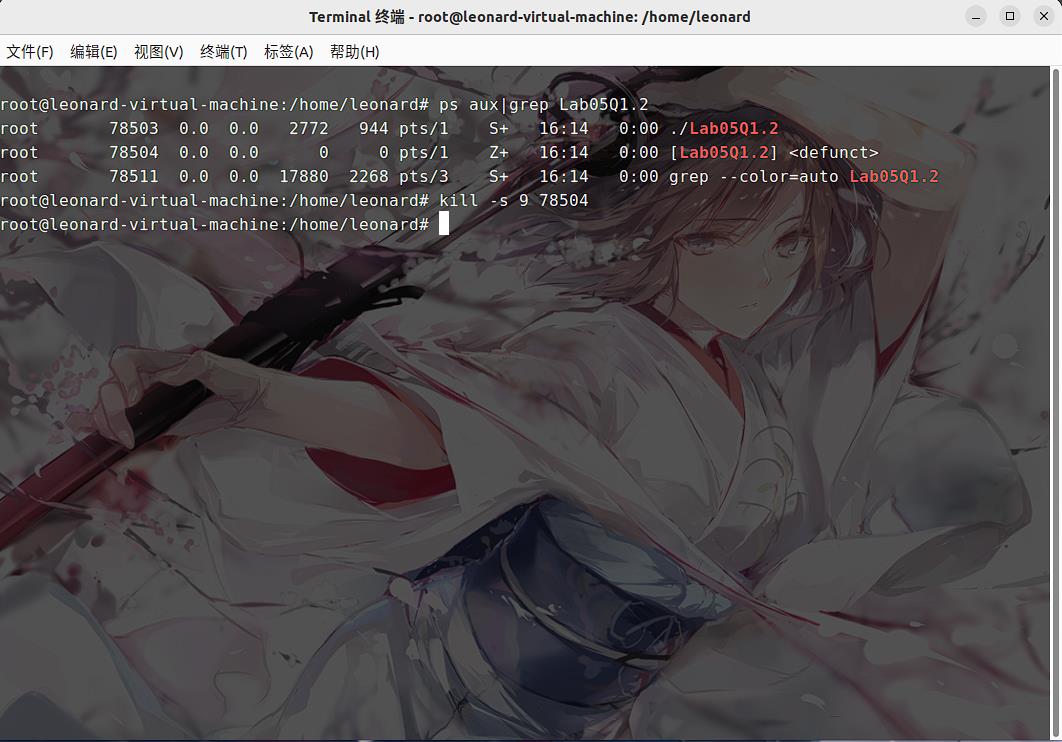 Terminal 终端 - root@leonard-virtual-machine: /home/leonard
文件(F) 编辑(E) 视图(V) 终端(T) 标签(A) 帮助(H)
root@leonard-virtual-machine:/home/leonard# ps aux|grep Lab05Q1.2
root 78503 0.0 0.0 2772 944 pts/1 S+ 16:14 0:00 ./Lab05Q1.2
root 78504 0.0 0.0 0 0 pts/1 Z+ 16:14 0:00 [Lab05Q1.2] <defunct>
root 78511 0.0 0.0 17880 2268 pts/3 S+ 16:14 0:00 grep --color=auto Lab05Q1.2
root@leonard-virtual-machine:/home/leonard# kill -s 9 78504
root@leonard-virtual-machine:/home/leonard#